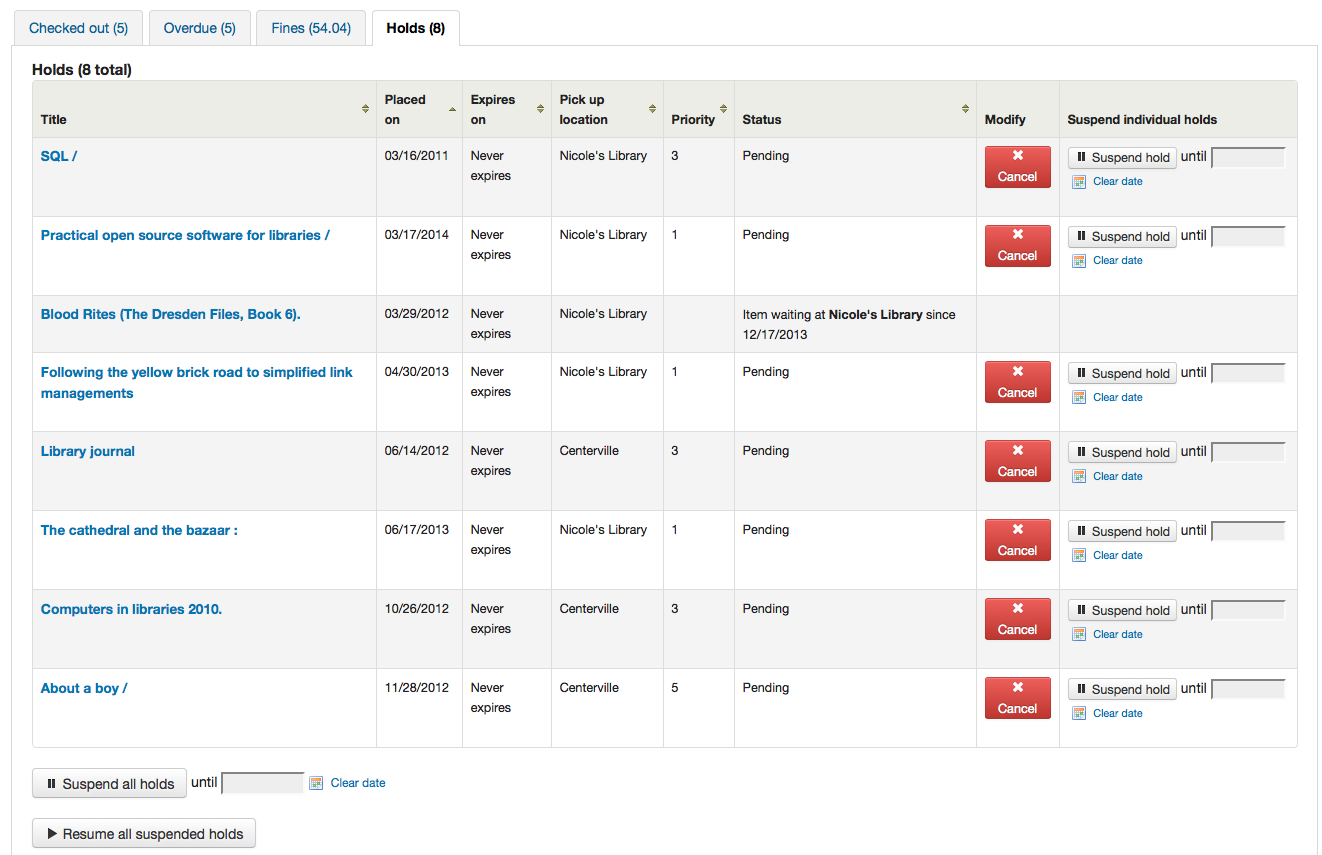 Checked out (5) Overdue (5) Fines (54.04) Holds (8)
Holds (8 total)
Title Placed on Expires on Pick up location Priority Status Modify Suspend individual holds
SQL / 03/16/2011 Never expires Nicole's Library 3 Pending Cancel Suspend hold until
Clear date
Practical open source software for libraries / 03/17/2014 Never expires Nicole's Library 1 Pending Cancel Suspend hold until
Clear date
Blood Rites (The Dresden Files, Book 6). 03/29/2012 Never expires Nicole's Library Item waiting at Nicole's Library since 12/17/2013
Following the yellow brick road to simplified link managements 04/30/2013 Never expires Nicole's Library 1 Pending Cancel Suspend hold until
Clear date
Library journal 06/14/2012 Never expires Centerville 3 Pending Cancel Suspend hold until
Clear date
The cathedral and the bazaar : 06/17/2013 Never expires Nicole's Library 1 Pending Cancel Suspend hold until
Clear date
Computers in libraries 2010. 10/26/2012 Never expires Centerville 3 Pending Cancel Suspend hold until
Clear date
About a boy / 11/28/2012 Never expires Centerville 5 Pending Cancel Suspend hold until
Clear date
Suspend all holds until Clear date
Resume all suspended holds